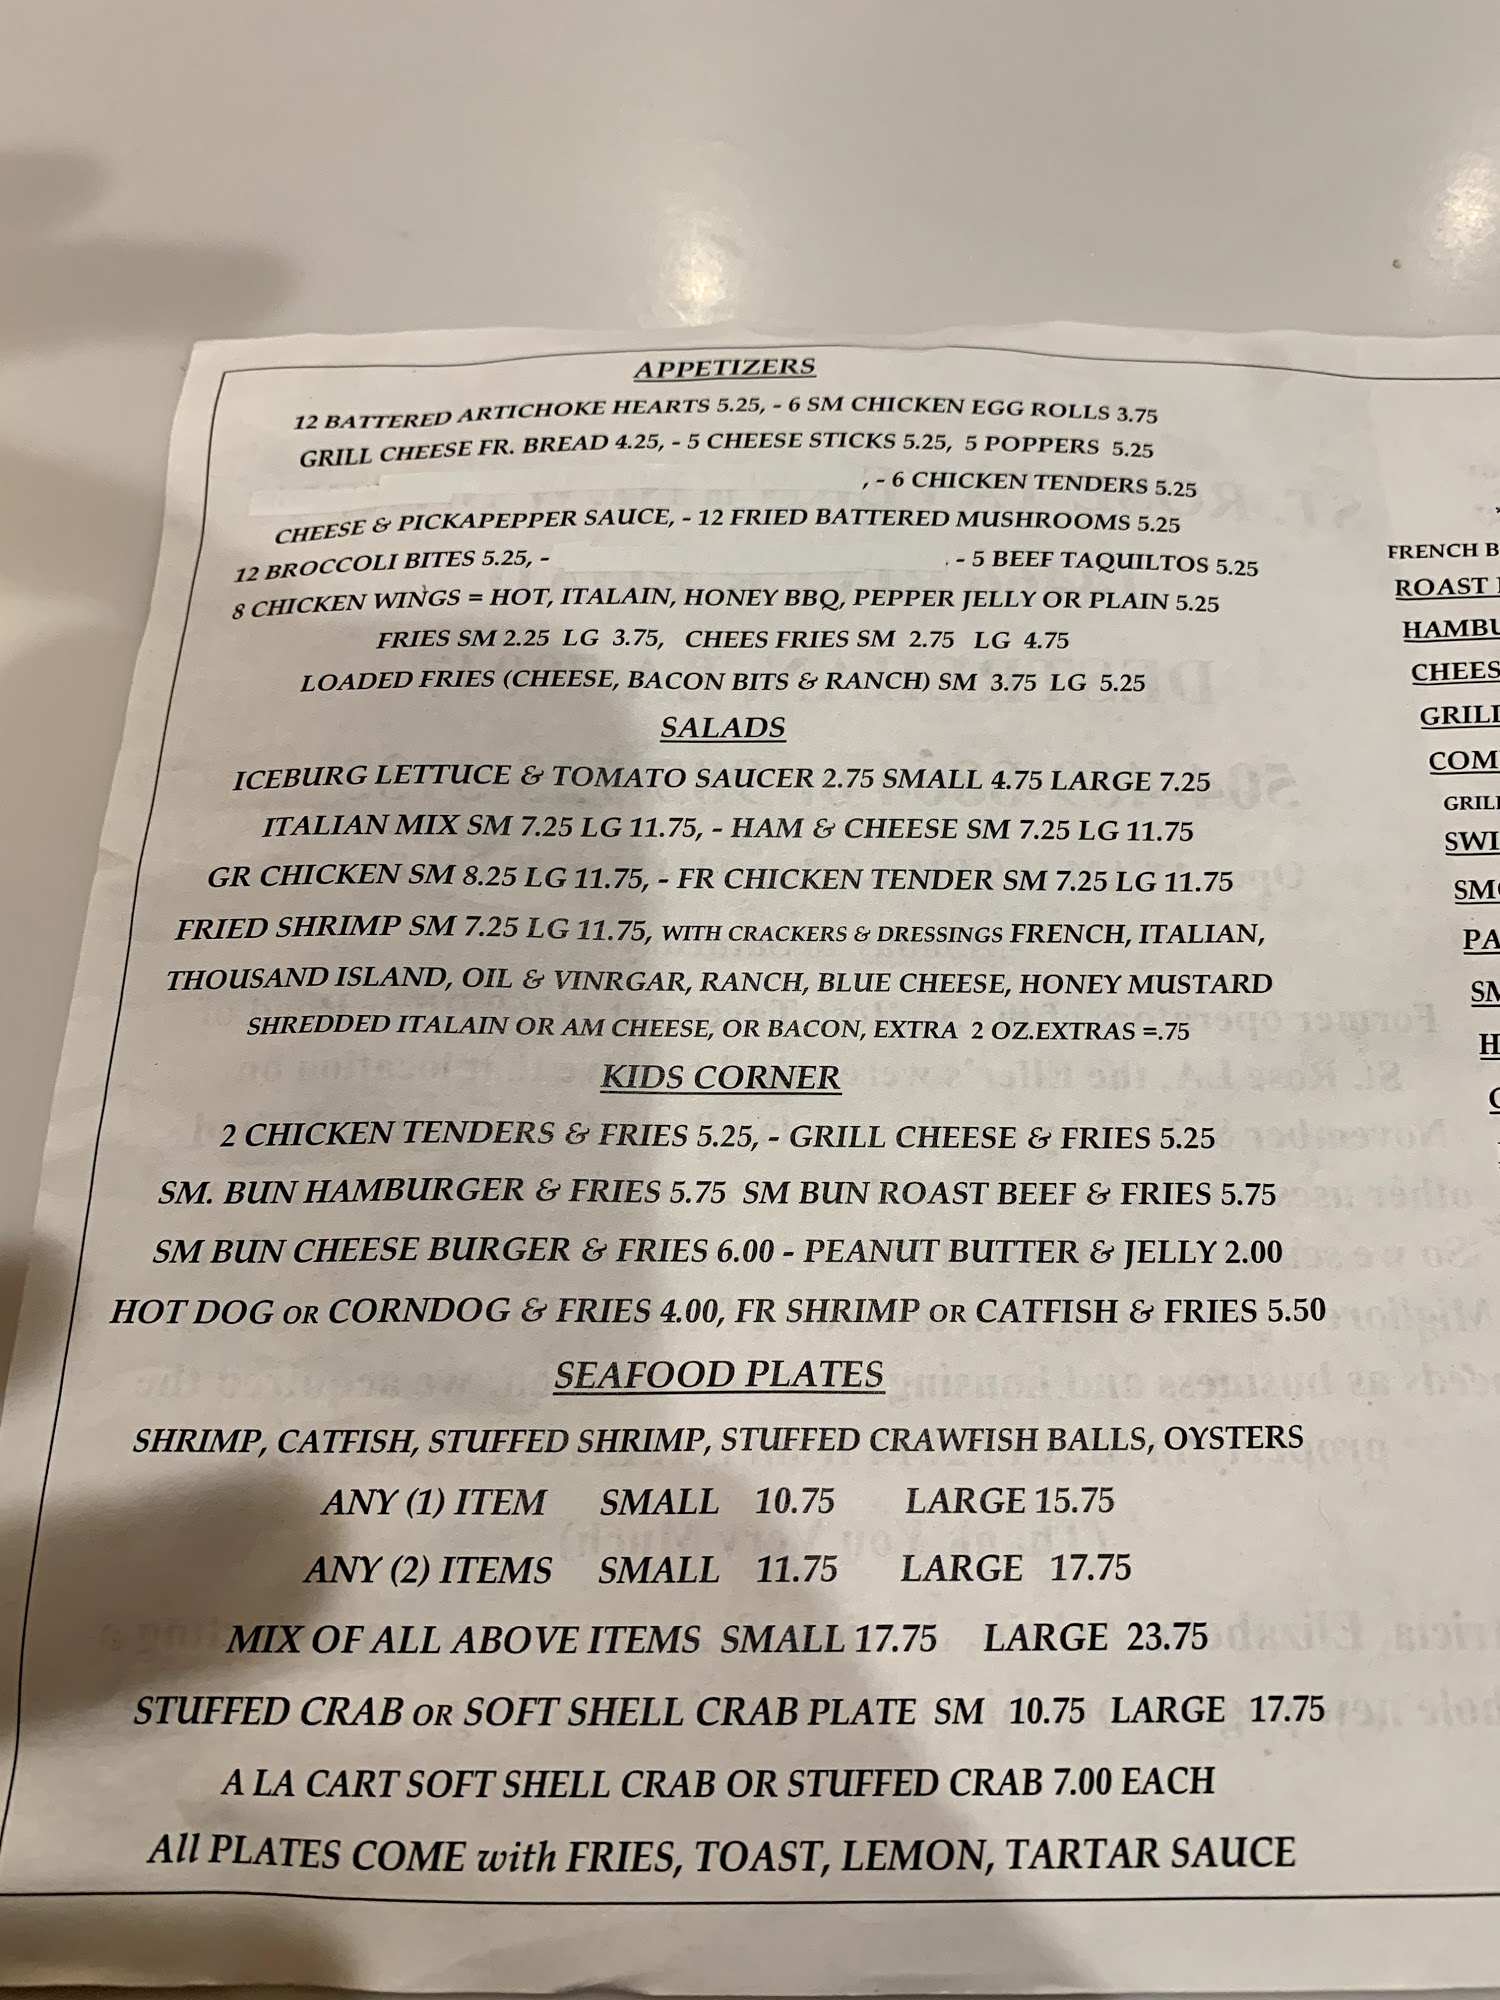 APPETIZERS
12 BATTERED ARTICHOKE HEARTS 5.25, - 6 SM CHICKEN EGG ROLLS 3.75
GRILL CHEESE FR. BREAD 4.25, - 5 CHEESE STICKS 5.25, 5 POPPERS 5.25
, - 6 CHICKEN TENDERS 5.25
CHEESE & PICKAPEPPER SAUCE, - 12 FRIED BATTERED MUSHROOMS 5.25
12 BROCCOLI BITES 5.25, - . - 5 BEEF TAQUILTOS 5.25
8 CHICKEN WINGS = HOT, ITALAIN, HONEY BBQ, PEPPER JELLY OR PLAIN 5.25
FRIES SM 2.25 LG 3.75, CHEES FRIES SM 2.75 LG 4.75
LOADED FRIES (CHEESE, BACON BITS & RANCH) SM 3.75 LG 5.25
SALADS
ICEBURG LETTUCE & TOMATO SAUCER 2.75 SMALL 4.75 LARGE 7.25
ITALIAN MIX SM 7.25 LG 11.75, - HAM & CHEESE SM 7.25 LG 11.75
GR CHICKEN SM 8.25 LG 11.75, - FR CHICKEN TENDER SM 7.25 LG 11.75
FRIED SHRIMP SM 7.25 LG 11.75, WITH CRACKERS & DRESSINGS FRENCH, ITALIAN,
THOUSAND ISLAND, OIL & VINRGAR, RANCH, BLUE CHEESE, HONEY MUSTARD
SHREDDED ITALAIN OR AM CHEESE, OR BACON, EXTRA 2 OZ.EXTRAS =.75
KIDS CORNER
2 CHICKEN TENDERS & FRIES 5.25, - GRILL CHEESE & FRIES 5.25
SM. BUN HAMBURGER & FRIES 5.75 SM BUN ROAST BEEF & FRIES 5.75
SM BUN CHEESE BURGER & FRIES 6.00 - PEANUT BUTTER & JELLY 2.00
HOT DOG OR CORNDOG & FRIES 4.00, FR SHRIMP OR CATFISH & FRIES 5.50
SEAFOOD PLATES
SHRIMP, CATFISH, STUFFED SHRIMP, STUFFED CRAWFISH BALLS, OYSTERS
ANY (1) ITEM SMALL 10.75 LARGE 15.75
ANY (2) ITEMS SMALL 11.75 LARGE 17.75
MIX OF ALL ABOVE ITEMS SMALL 17.75 LARGE 23.75
STUFFED CRAB OR SOFT SHELL CRAB PLATE SM 10.75 LARGE 17.75
A LA CART SOFT SHELL CRAB OR STUFFED CRAB 7.00 EACH
All PLATES COME with FRIES, TOAST, LEMON, TARTAR SAUCE
FRENCH B
ROAST
HAMBU
CHEES
GRILL
COM
GRIL
SWI
SM
PA
SM
H